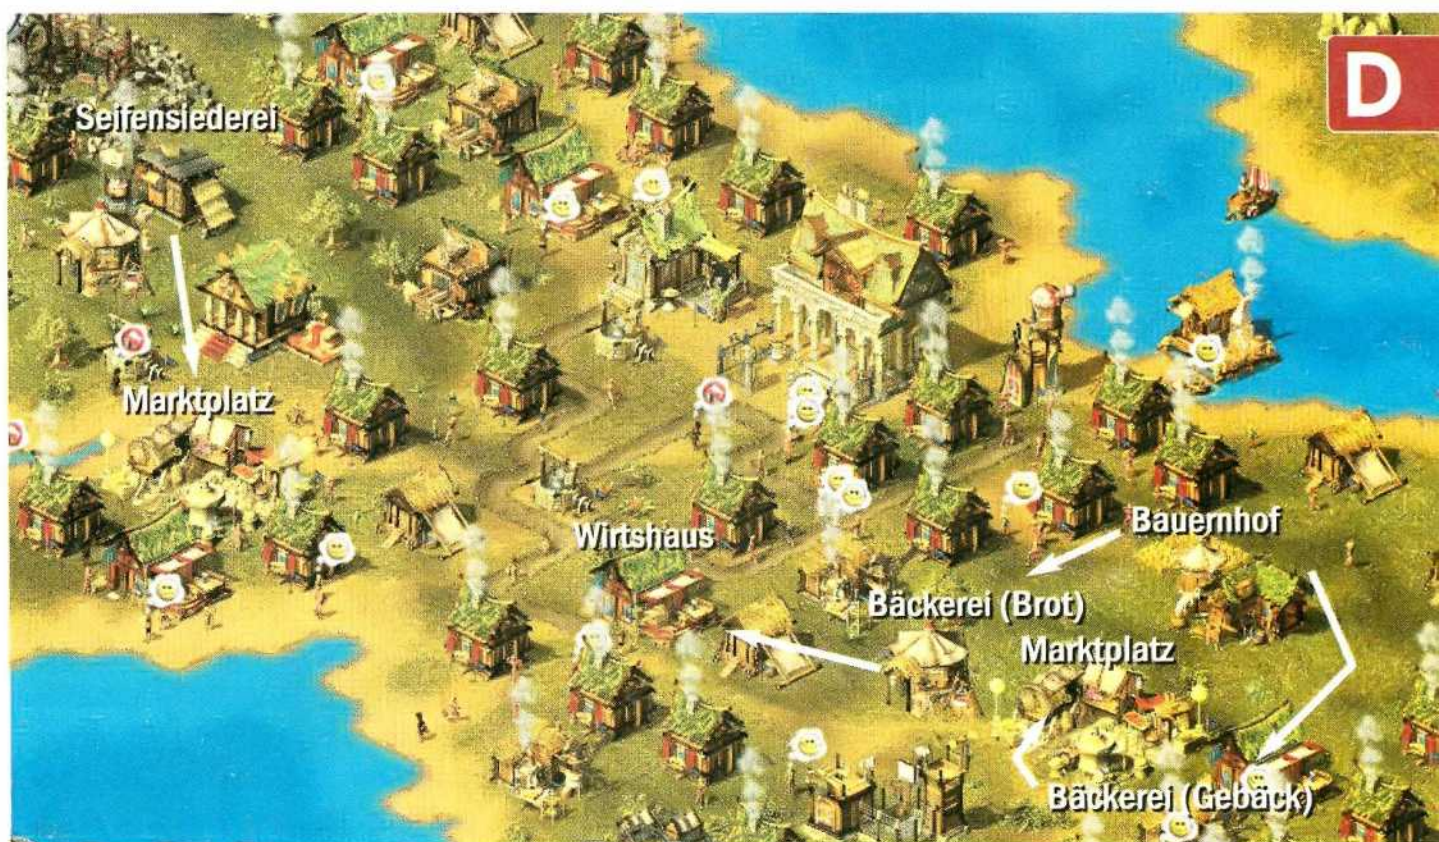 D
Seifensiederei
Marktplatz
Wirtshaus
Bauernhof
Bäckerei (Brot)
Marktplatz
Bäckerei (Gebäck)